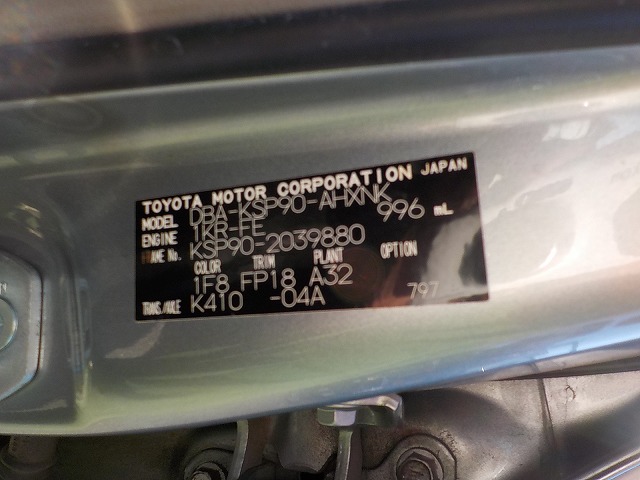 TOYOTA MOTOR CORPORATION JAPAN
MODEL DBA-KSP90-AHXNK
ENGINE 1KR-FE 996 mL
FRAME No. KSP90-2039880
COLOR TRIM PLANT OPTION
1F8 FP18 A32
TRANS/AXLE K410 -04A 797